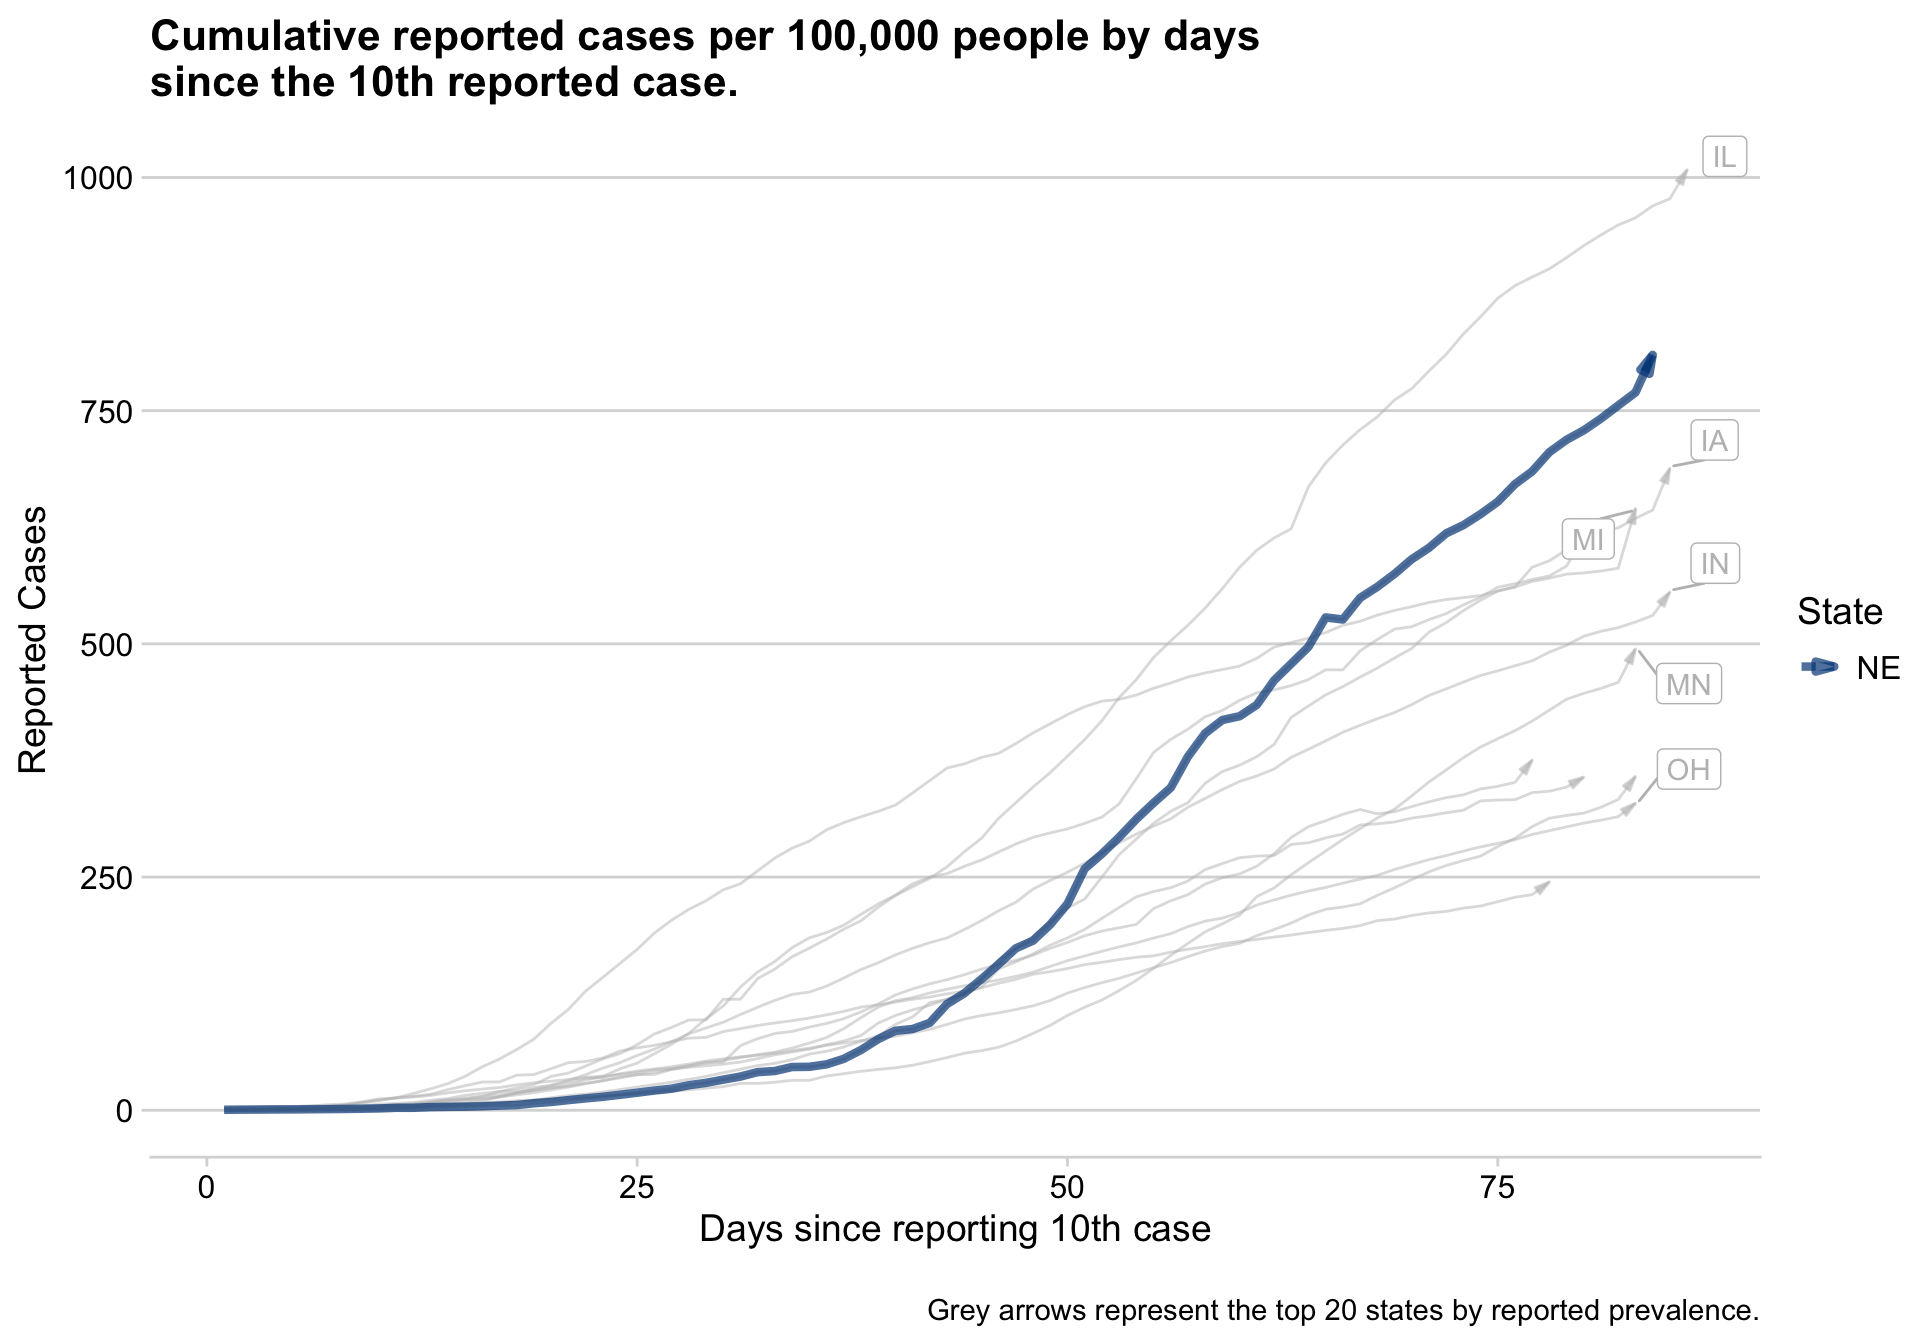 Cumulative reported cases per 100,000 people by days
since the 10th reported case.
1000
750
500
250
0
Reported Cases
IL
IA
MI
IN
MN
OH
State
NE
0
25
50
75
Days since reporting 10th case
Grey arrows represent the top 20 states by reported prevalence.